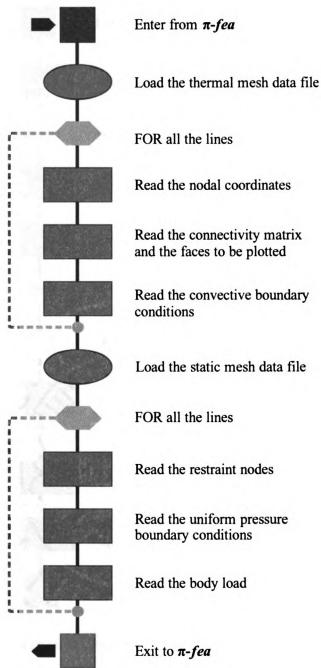 Enter from π-fea
Load the thermal mesh data file
FOR all the lines
Read the nodal coordinates
Read the connectivity matrix
and the faces to be plotted
Read the convective boundary
conditions
Load the static mesh data file
FOR all the lines
Read the restraint nodes
Read the uniform pressure
boundary conditions
Read the body load
Exit to π-fea